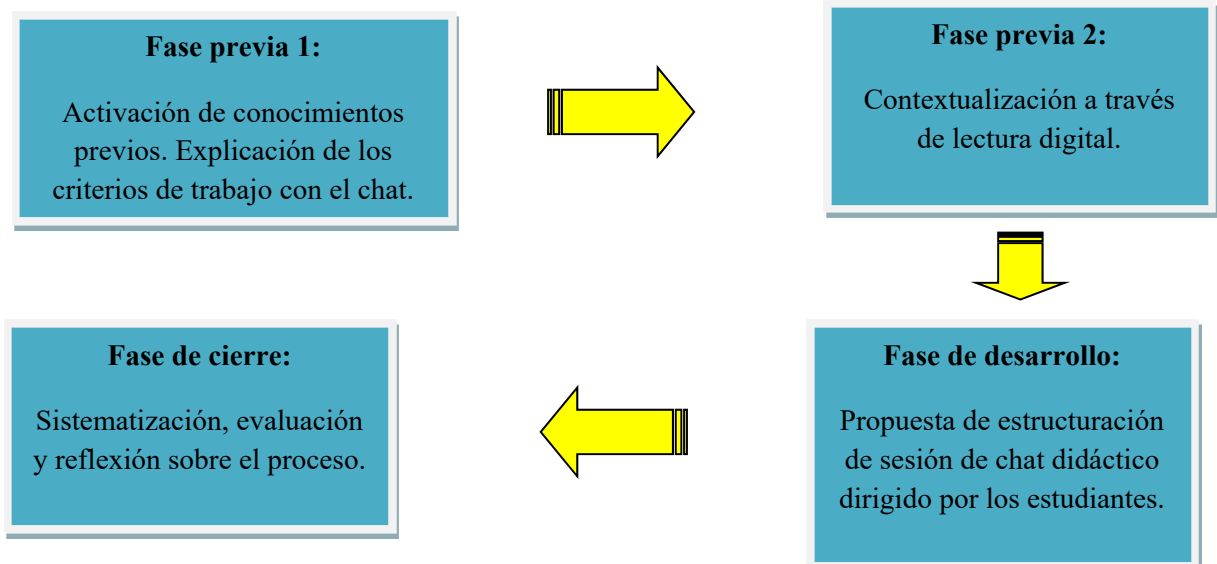 Fase previa 1:
Activación de conocimientos
previos. Explicación de los
criterios de trabajo con el chat.
Fase previa 2:
Contextualización a través
de lectura digital.
Fase de desarrollo:
Propuesta de estructuración
de sesión de chat didáctico
dirigido por los estudiantes.
Fase de cierre:
Sistematización, evaluación
y reflexión sobre el proceso.